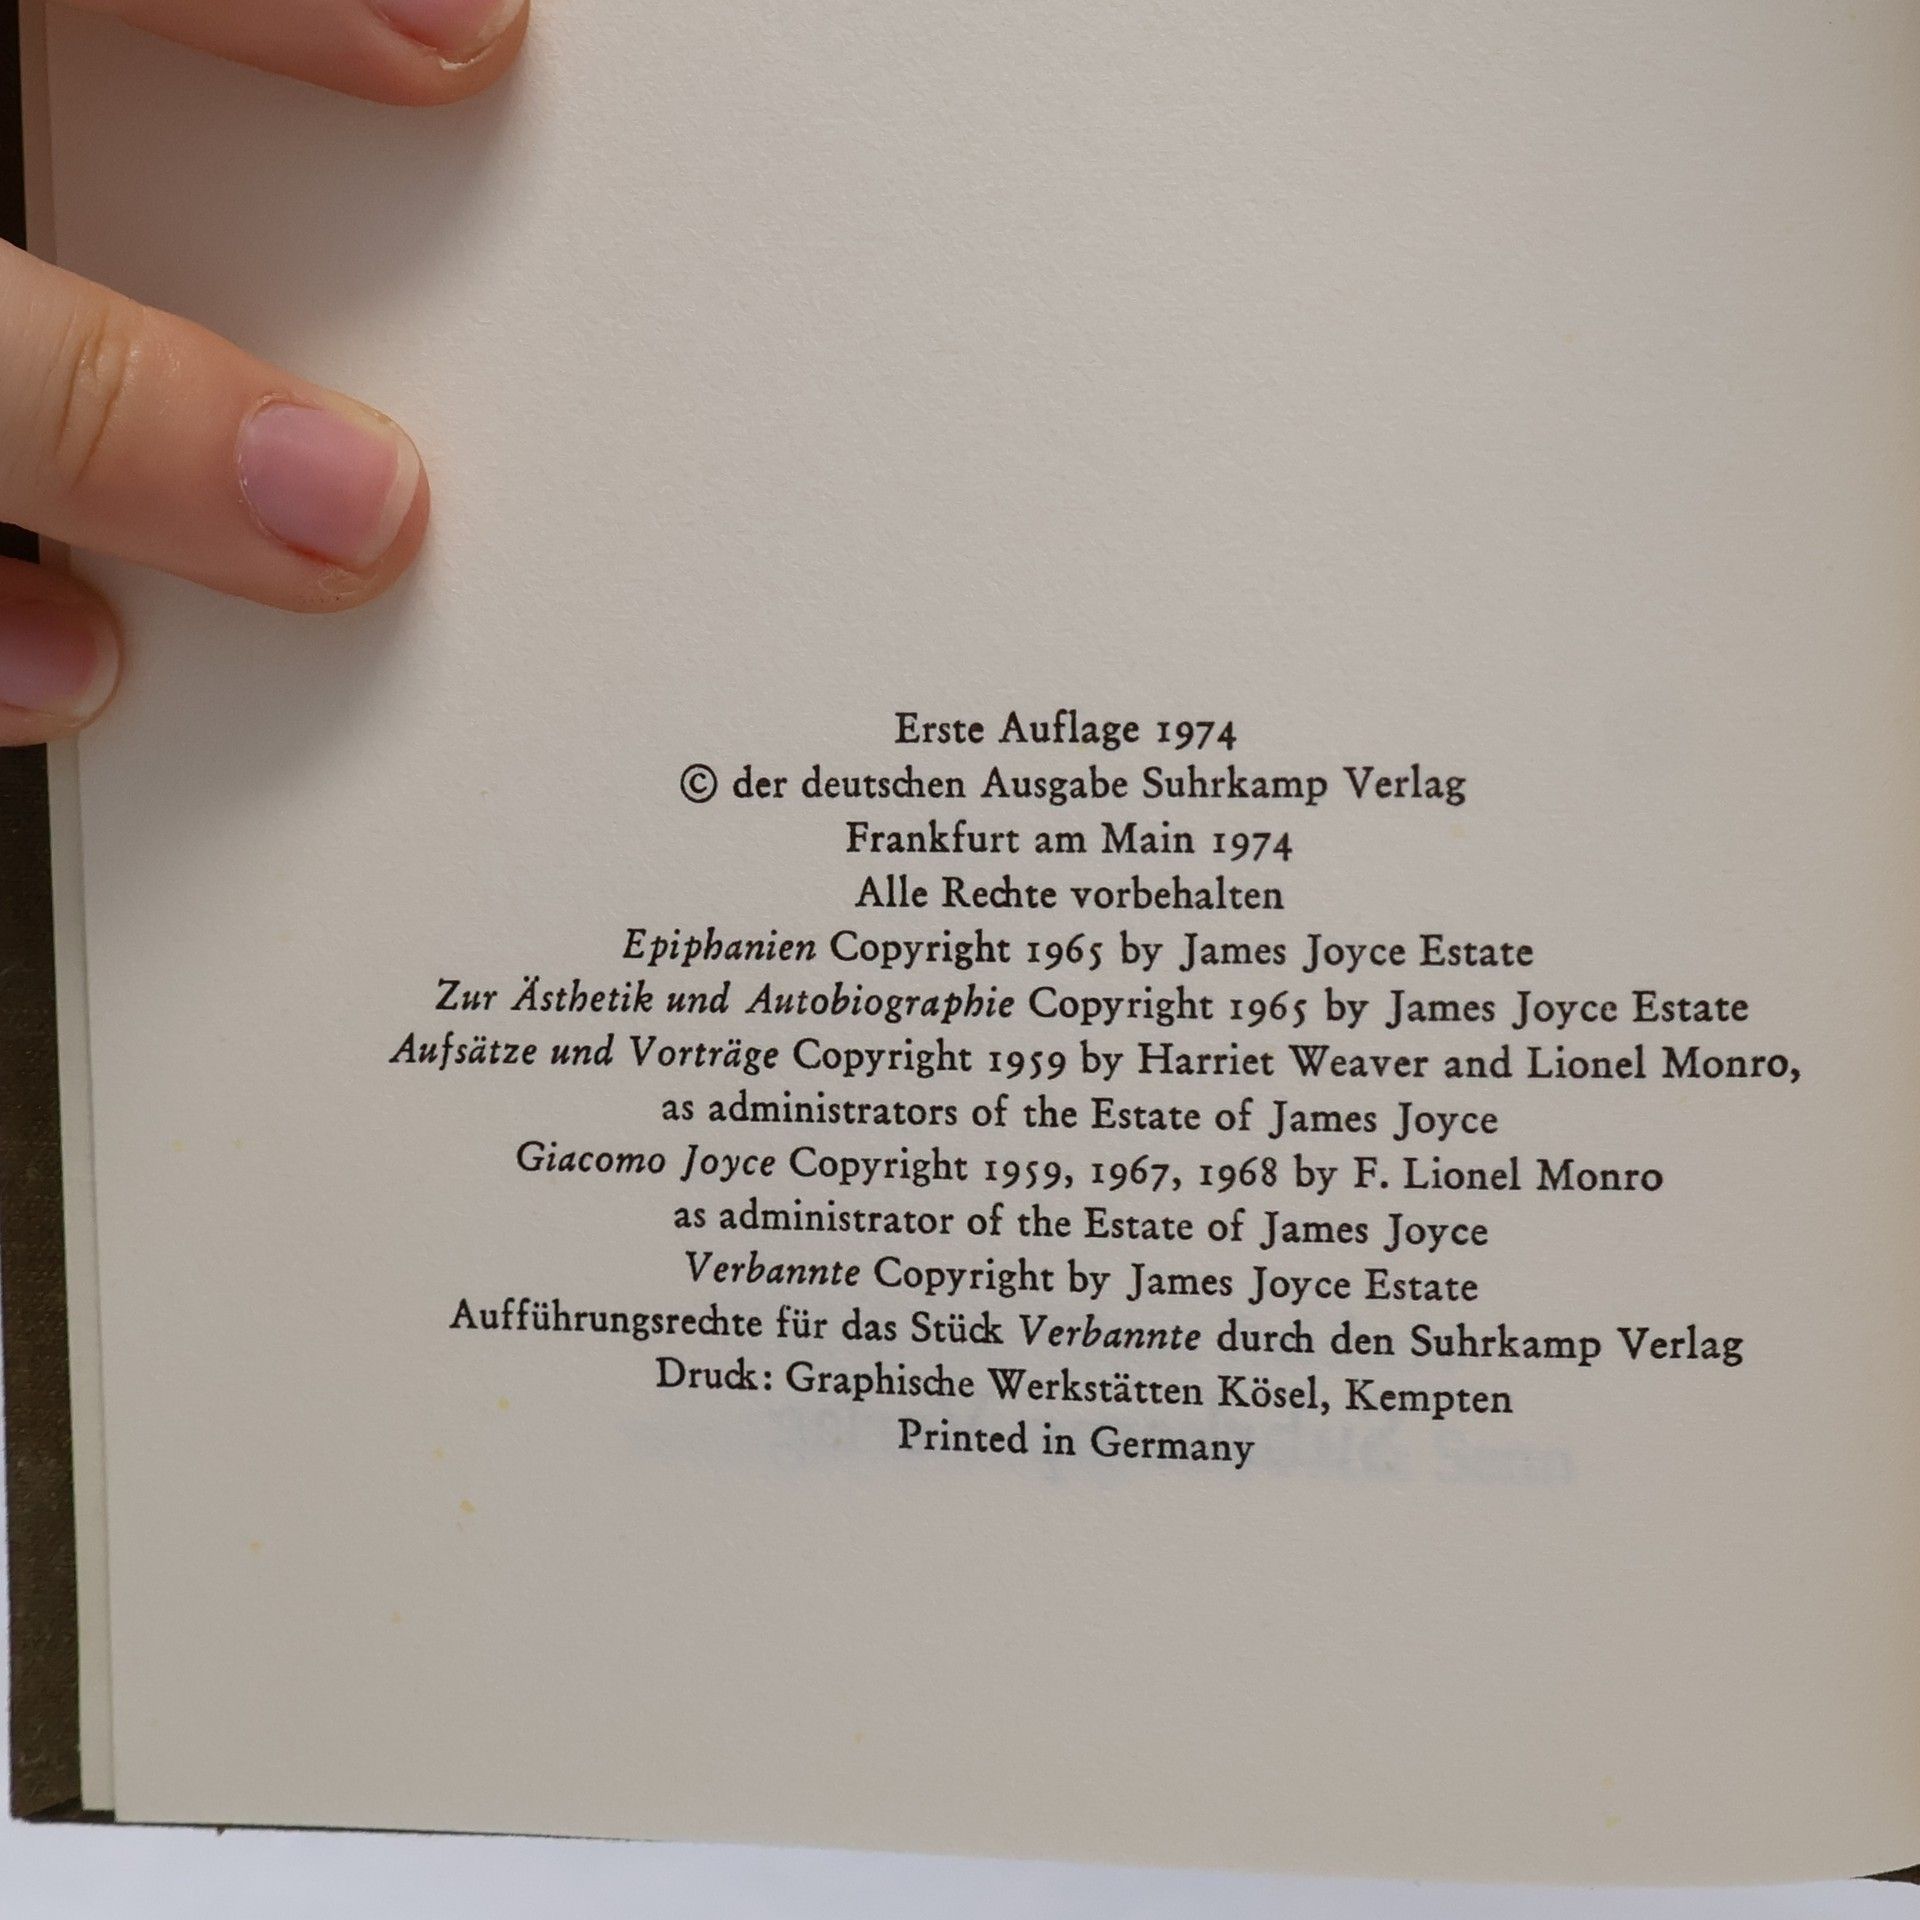 Erste Auflage 1974
© der deutschen Ausgabe Suhrkamp Verlag
Frankfurt am Main 1974
Alle Rechte vorbehalten
Epiphanien Copyright 1965 by James Joyce Estate
Zur Ästhetik und Autobiographie Copyright 1965 by James Joyce Estate
Aufsätze und Vorträge Copyright 1959 by Harriet Weaver and Lionel Monro,
as administrators of the Estate of James Joyce
Giacomo Joyce Copyright 1959, 1967, 1968 by F. Lionel Monro
as administrator of the Estate of James Joyce
Verbannte Copyright by James Joyce Estate
Aufführungsrechte für das Stück Verbannte durch den Suhrkamp Verlag
Druck: Graphische Werkstätten Kösel, Kempten
Printed in Germany